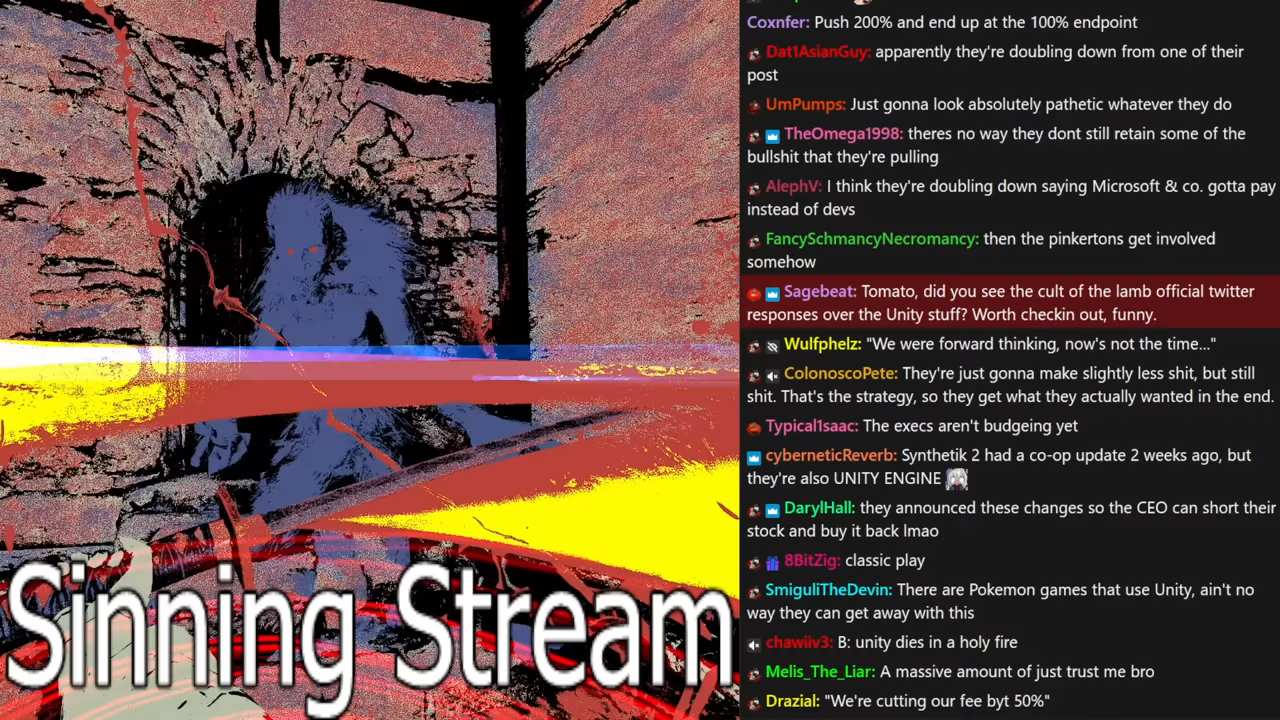 Coxnfer: Push 200% and end up at the 100% endpoint
Dat1AsianGuy: apparently they're doubling down from one of their
post
UmPumps: Just gonna look absolutely pathetic whatever they do
TheOmega1998: theres no way they dont still retain some of the
bullshit that they're pulling
AlephV: I think they're doubling down saying Microsoft & co. gotta pay
instead of devs
FancySchmancyNecromancy: then the pinkertons get involved
somehow
Sagebeat: Tomato, did you see the cult of the lamb official twitter
responses over the Unity stuff? Worth checkin out, funny.
Wulfphelz: "We were forward thinking, now's not the time..."
ColonoscoPete: They're just gonna make slightly less shit, but still
shit. That's the strategy, so they get what they actually wanted in the end.
Typical1saac: The execs aren't budgeing yet
cyberneticReverb: Synthetik 2 had a co-op update 2 weeks ago, but
they're also UNITY ENGINE
DarylHall: they announced these changes so the CEO can short their
stock and buy it back lmao
8BitZig: classic play
SmiguliTheDevin: There are Pokemon games that use Unity, ain't no
way they can get away with this
chawiiv3: B: unity dies in a holy fire
Melis_The_Liar: A massive amount of just trust me bro
Drazial: "We're cutting our fee byt 50%"
Sinning Stream